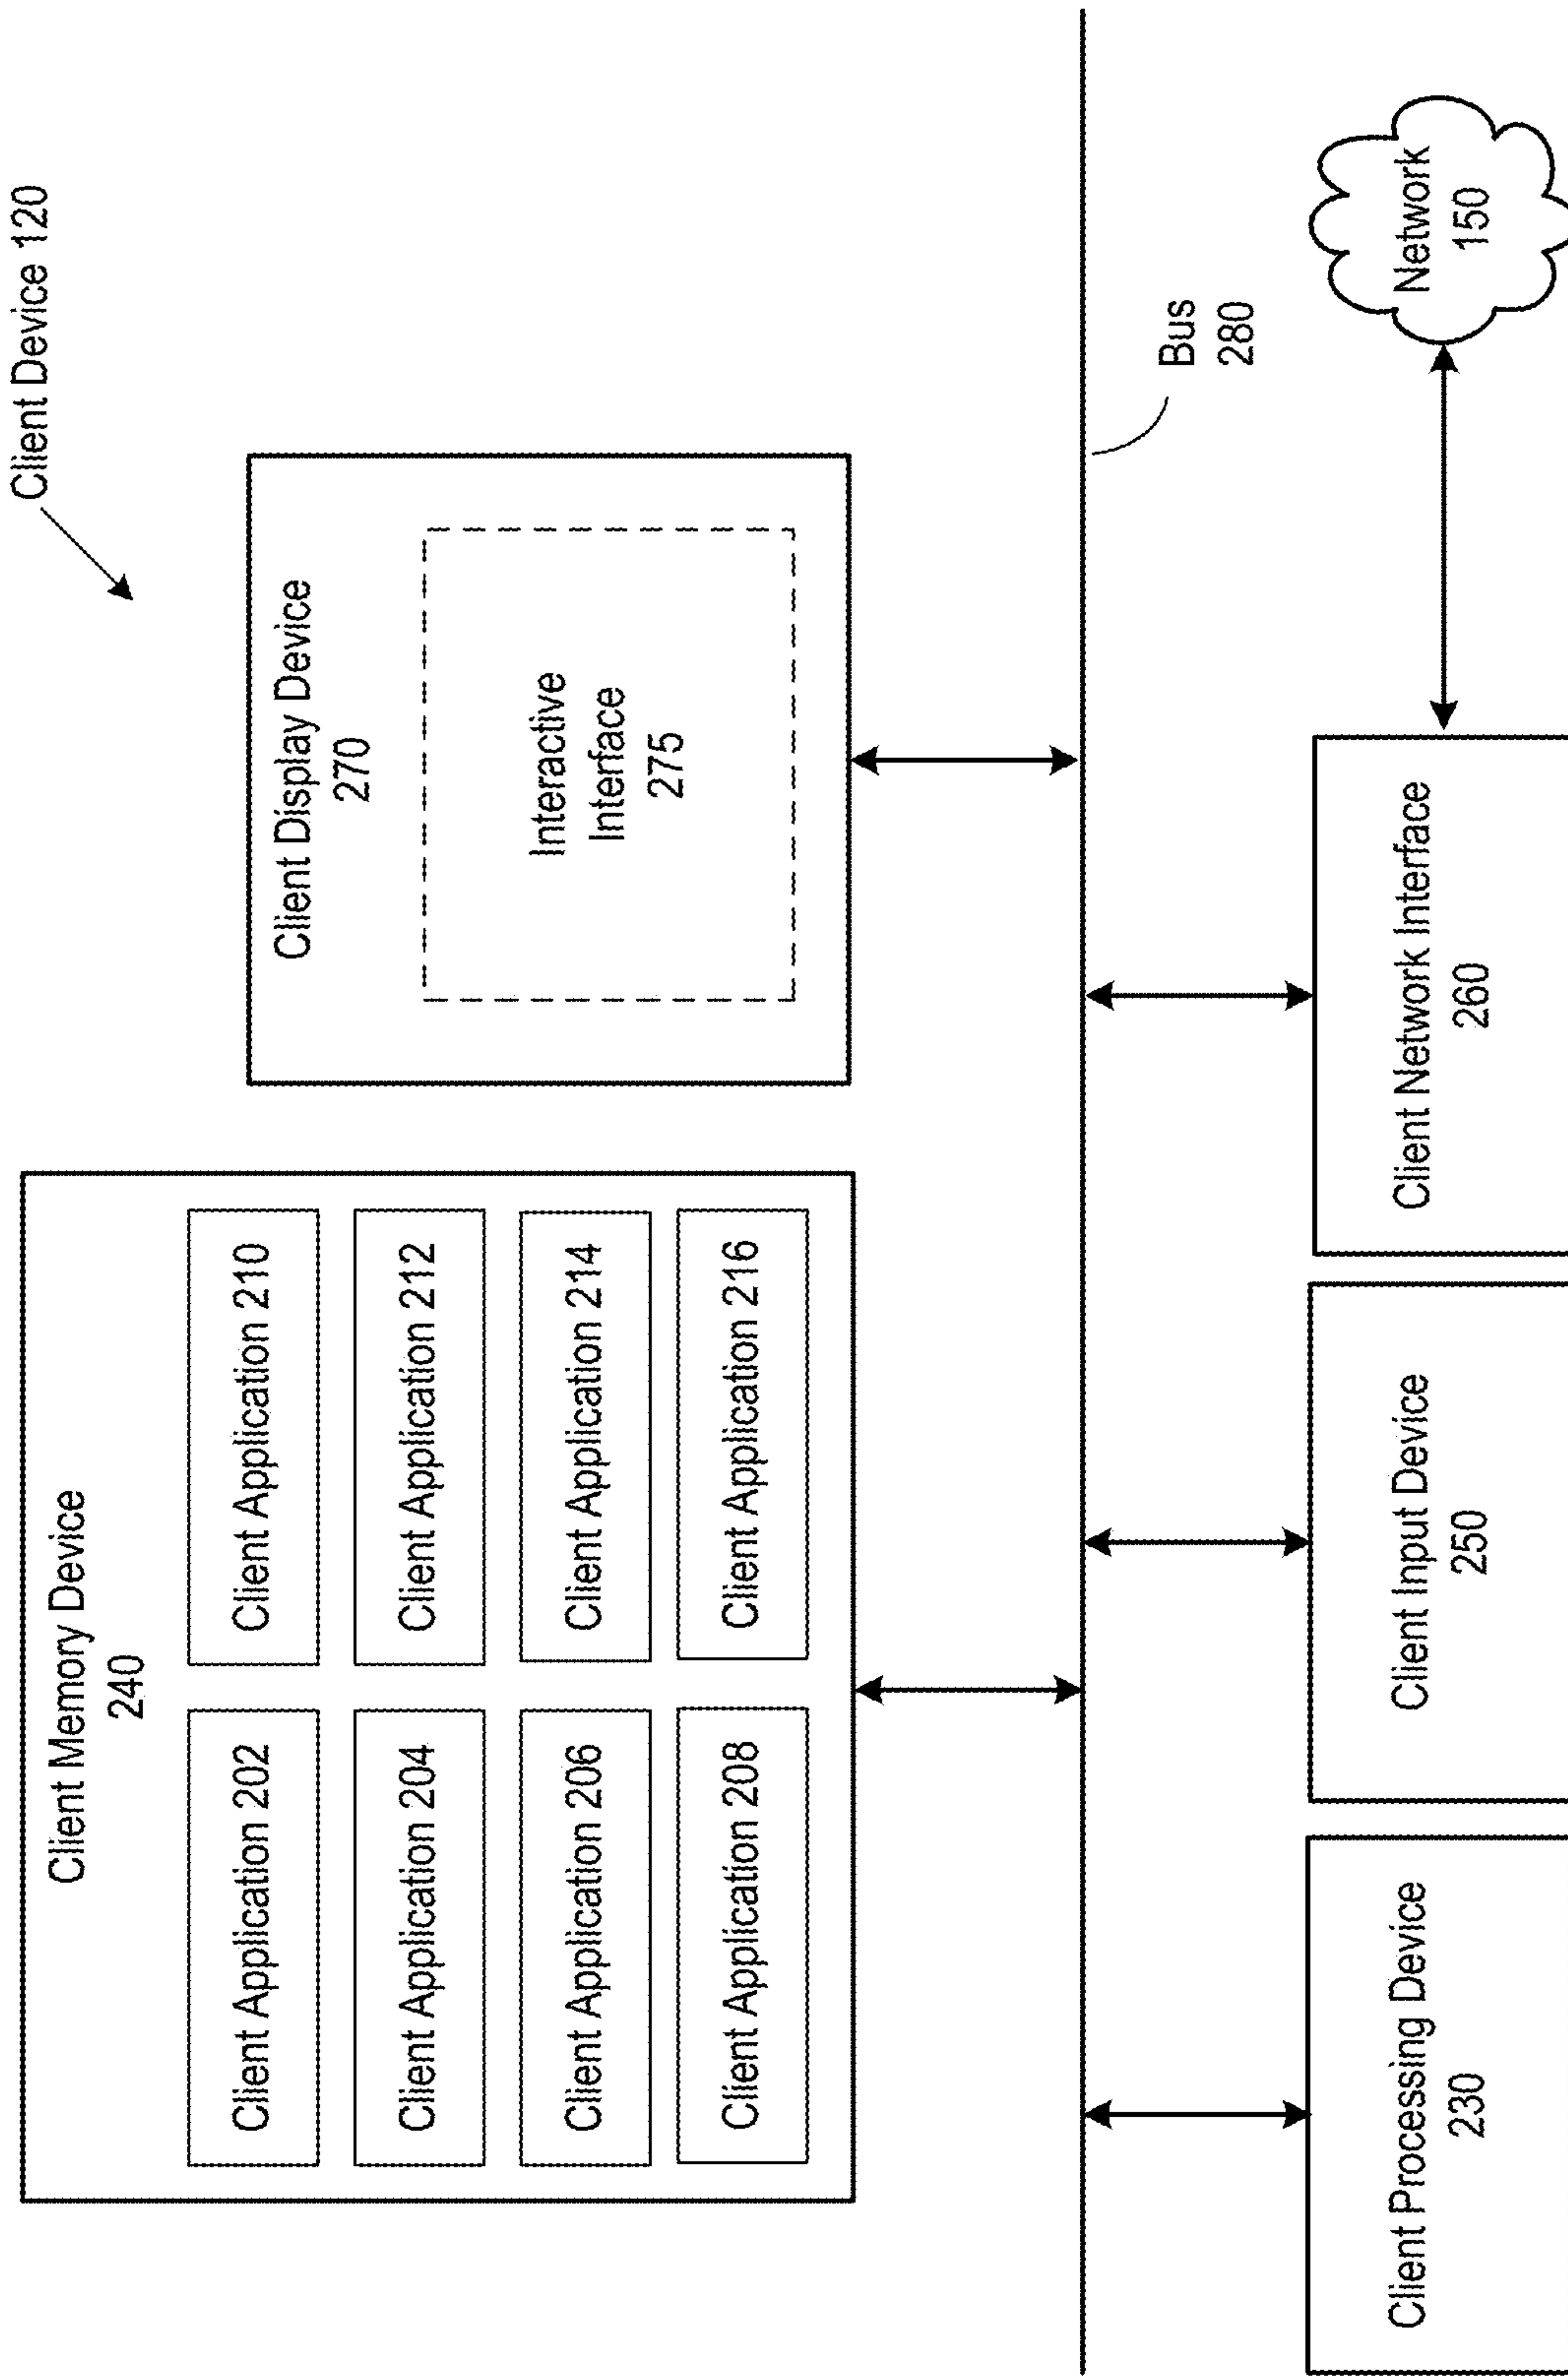 Client Device 120
Client Memory Device
240
Client Application 202
Client Application 210
Client Application 204
Client Application 212
Client Application 206
Client Application 214
Client Application 208
Client Application 216
Client Display Device
270
Interactive
Interface
275
Bus
280
Client Processing Device
230
Client Input Device
250
Client Network Interface
260
Network
150